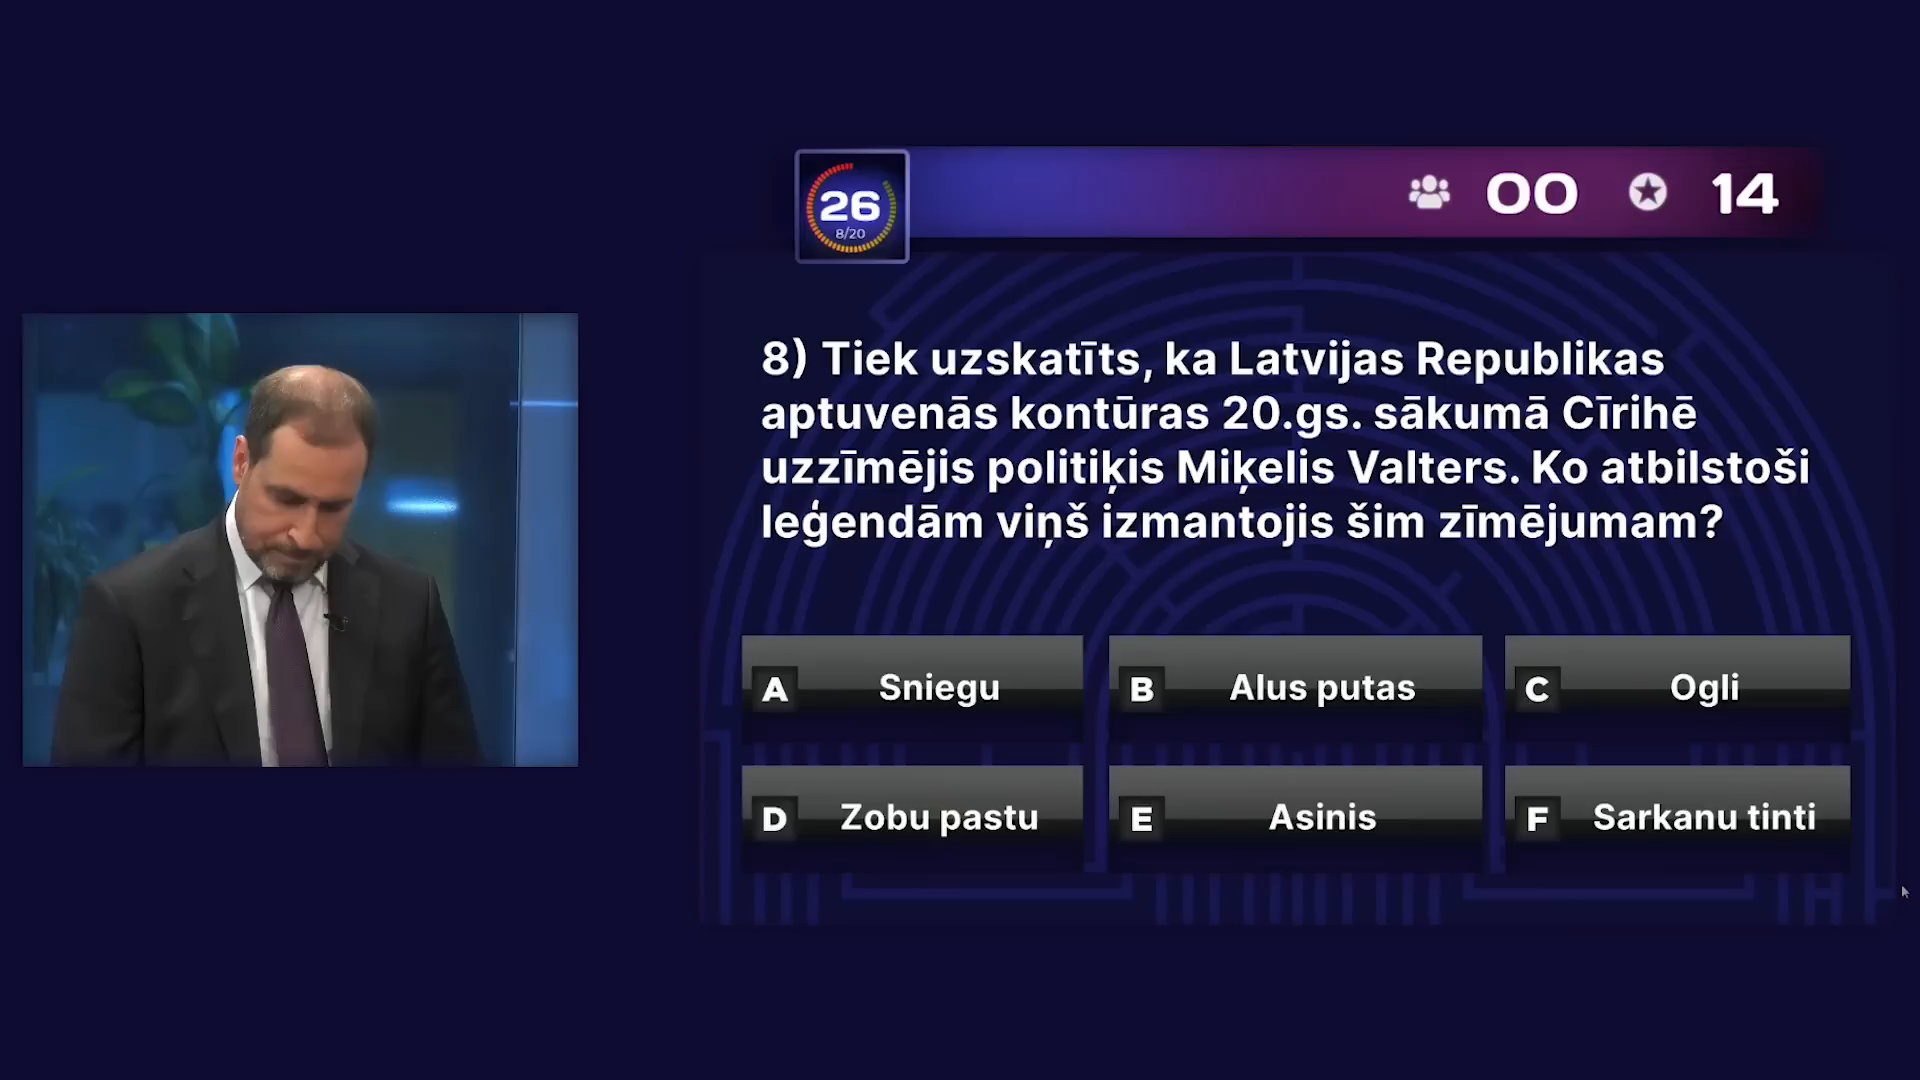 26
8/20
00
14
8) Tiek uzskatīts, ka Latvijas Republikas
aptuvenās kontūras 20.gs. sākumā Cīrihē
uzzīmējis politiķis Miķelis Valters. Ko atbilstoši
leģendām viņš izmantojis šim zīmējumam?
A Sniegu
B Alus putas
C Ogli
D Zobu pastu
E Asinis
F Sarkanu tinti